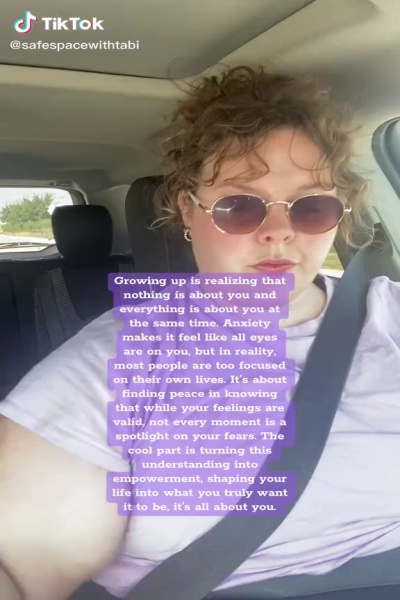 TikTok
@safespacewithtabi
Growing up is realizing that
nothing is about you and
everything is about you at
the same time. Anxiety
makes it feel like all eyes
are on you, but in reality,
most people are too focused
on their own lives. It's about
finding peace in knowing
that while your feelings are
valid, not every moment is a
spotlight on your fears. The
cool part is turning this
understanding into
empowerment, shaping your
life into what you truly want
it to be, it's all about you.